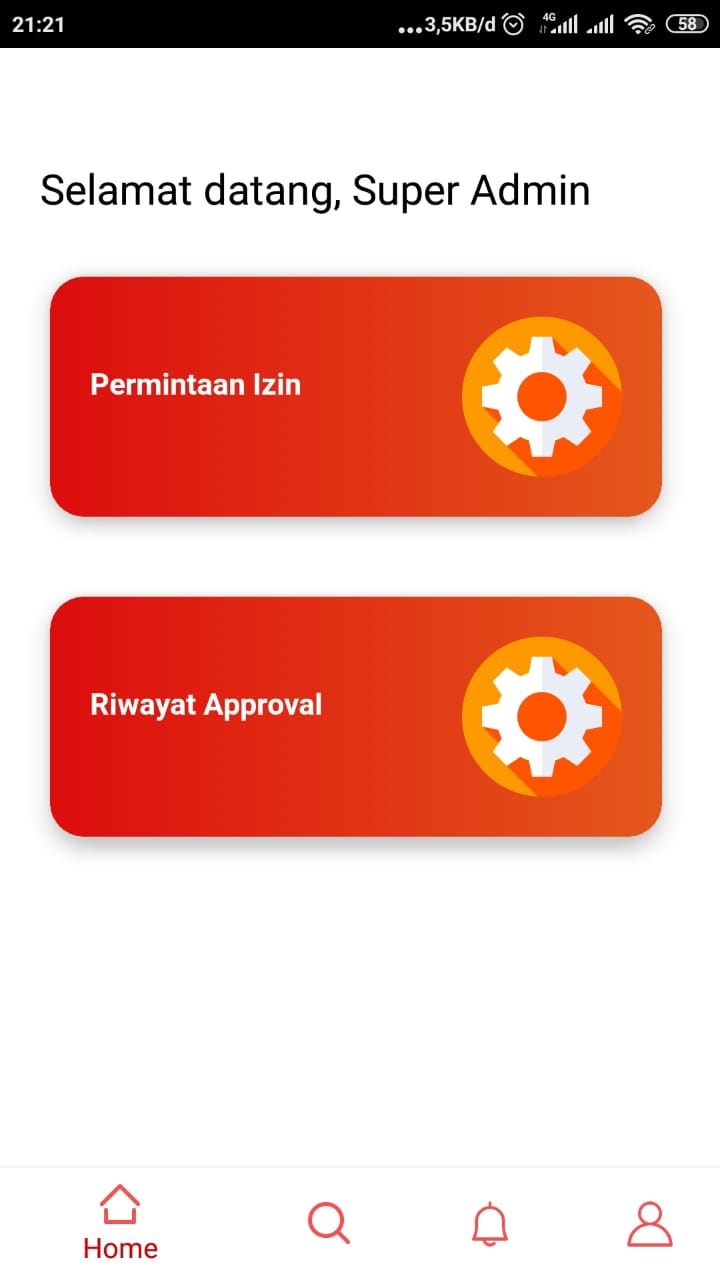 21:21 ...3,5KB/d 4G 58
Selamat datang, Super Admin
Permintaan Izin
Riwayat Approval
Home